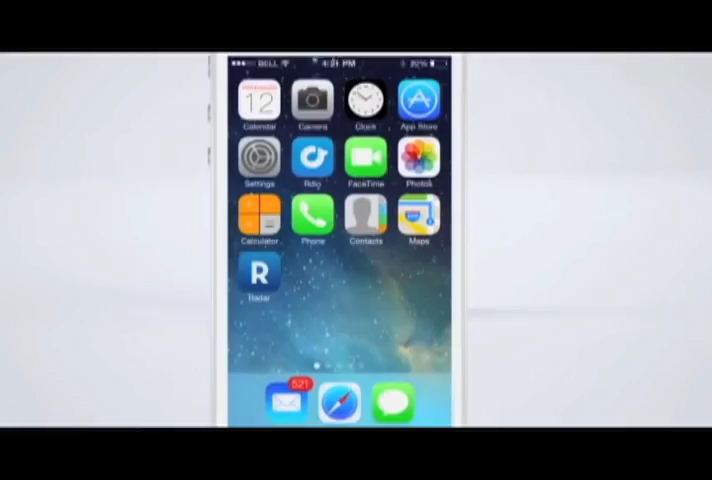 BELL 4:21 PM
12
Calendar Camera Clock App Store
Settings Rdio FaceTime Photos
Calculator Phone Contacts Maps
R
Radar
521